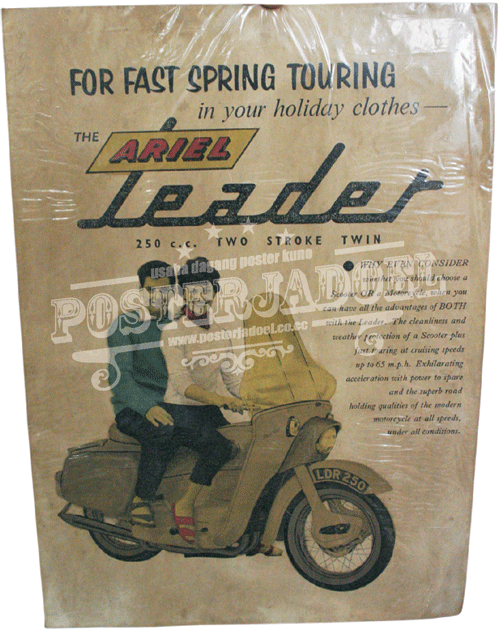 FOR FAST SPRING TOURING
in your holiday clothes —
THE
ARIEL
Leader
250 c.c. TWO STROKE TWIN
usaha dagang poster kuno
POSTERJADOEL
www.posterjadoel.co.cc
WHY EVEN CONSIDER
should choose a
Scooter OR a Motorcycle when you
can have all the advantages of BOTH
with the Leader. The cleanliness and
weather protection of a Scooter plus
at cruising speeds
up to 65 m.p.h. Exhilarating
acceleration with power to spare
and the superb road
holding qualities of the modern
motorcycle at all speeds,
under all conditions.
LDR 250